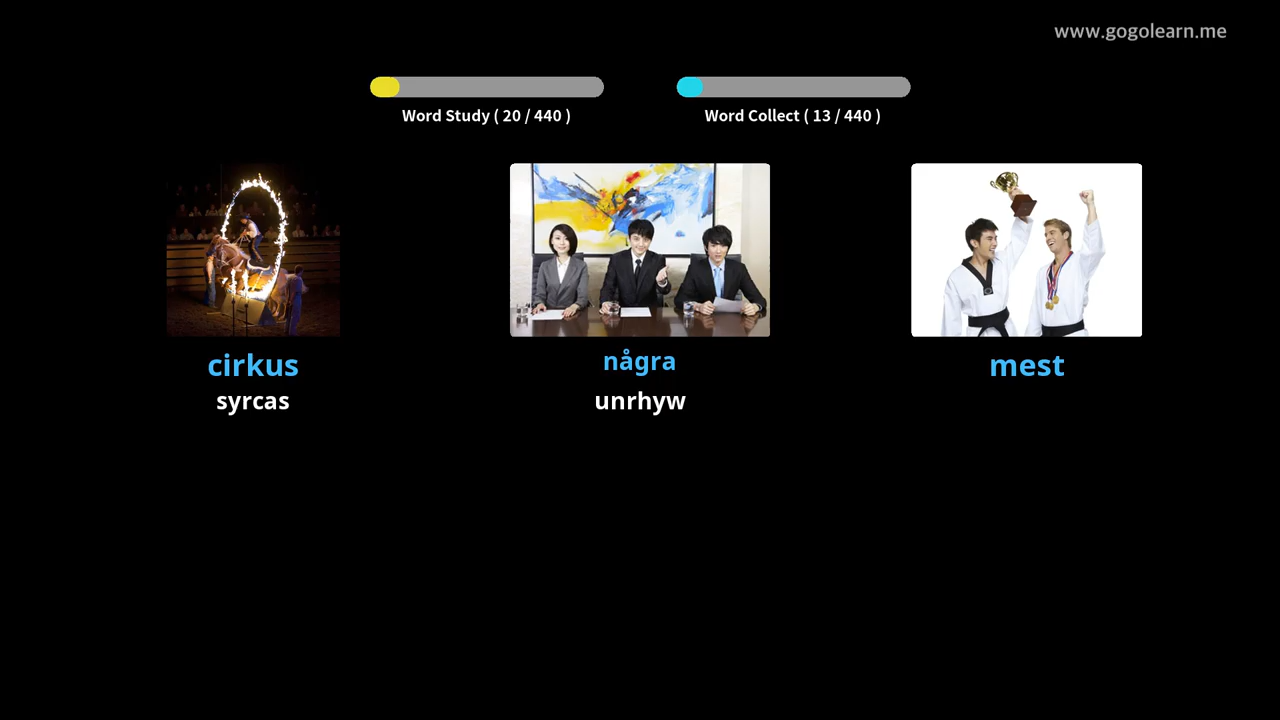 www.gogolearn.me
Word Study ( 20 / 440 )
Word Collect ( 13 / 440 )
cirkus
syrcas
några
unrhyw
mest